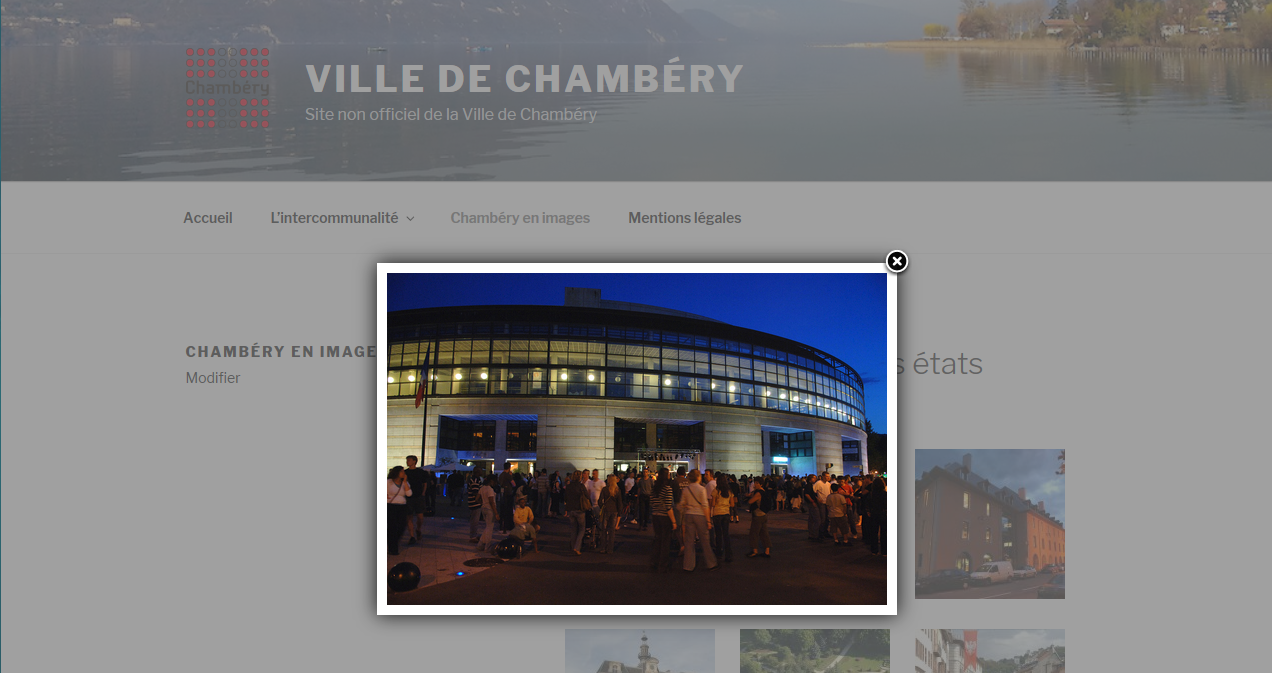 Chambéry
VILLE DE CHAMBÉRY
Site non officiel de la Ville de Chambéry
Accueil
L'intercommunalité
Chambéry en images
Mentions légales
CHAMBÉRY EN IMAGE
Modifier
s états